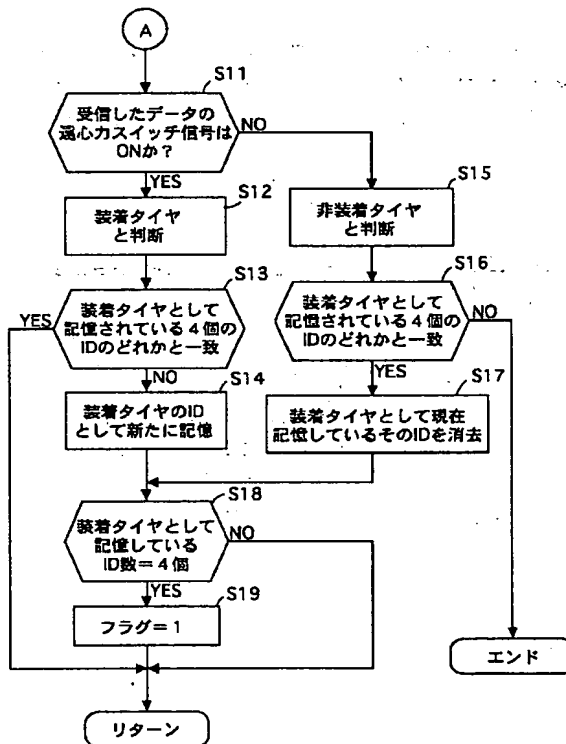 A
S11
受信したデータの
遠心力スイッチ信号は
ONか？
NO
YES
S12
装着タイヤ
と判断
S15
非装着タイヤ
と判断
S13
装着タイヤとして
記憶されている4個の
IDのどれかと一致
YES
NO
S16
装着タイヤとして
記憶されている4個の
IDのどれかと一致
NO
YES
S14
装着タイヤのID
として新たに記憶
S17
装着タイヤとして現在
記憶しているそのIDを消去
S18
装着タイヤとして
記憶している
ID数＝4個
NO
YES
S19
フラグ＝1
エンド
リターン